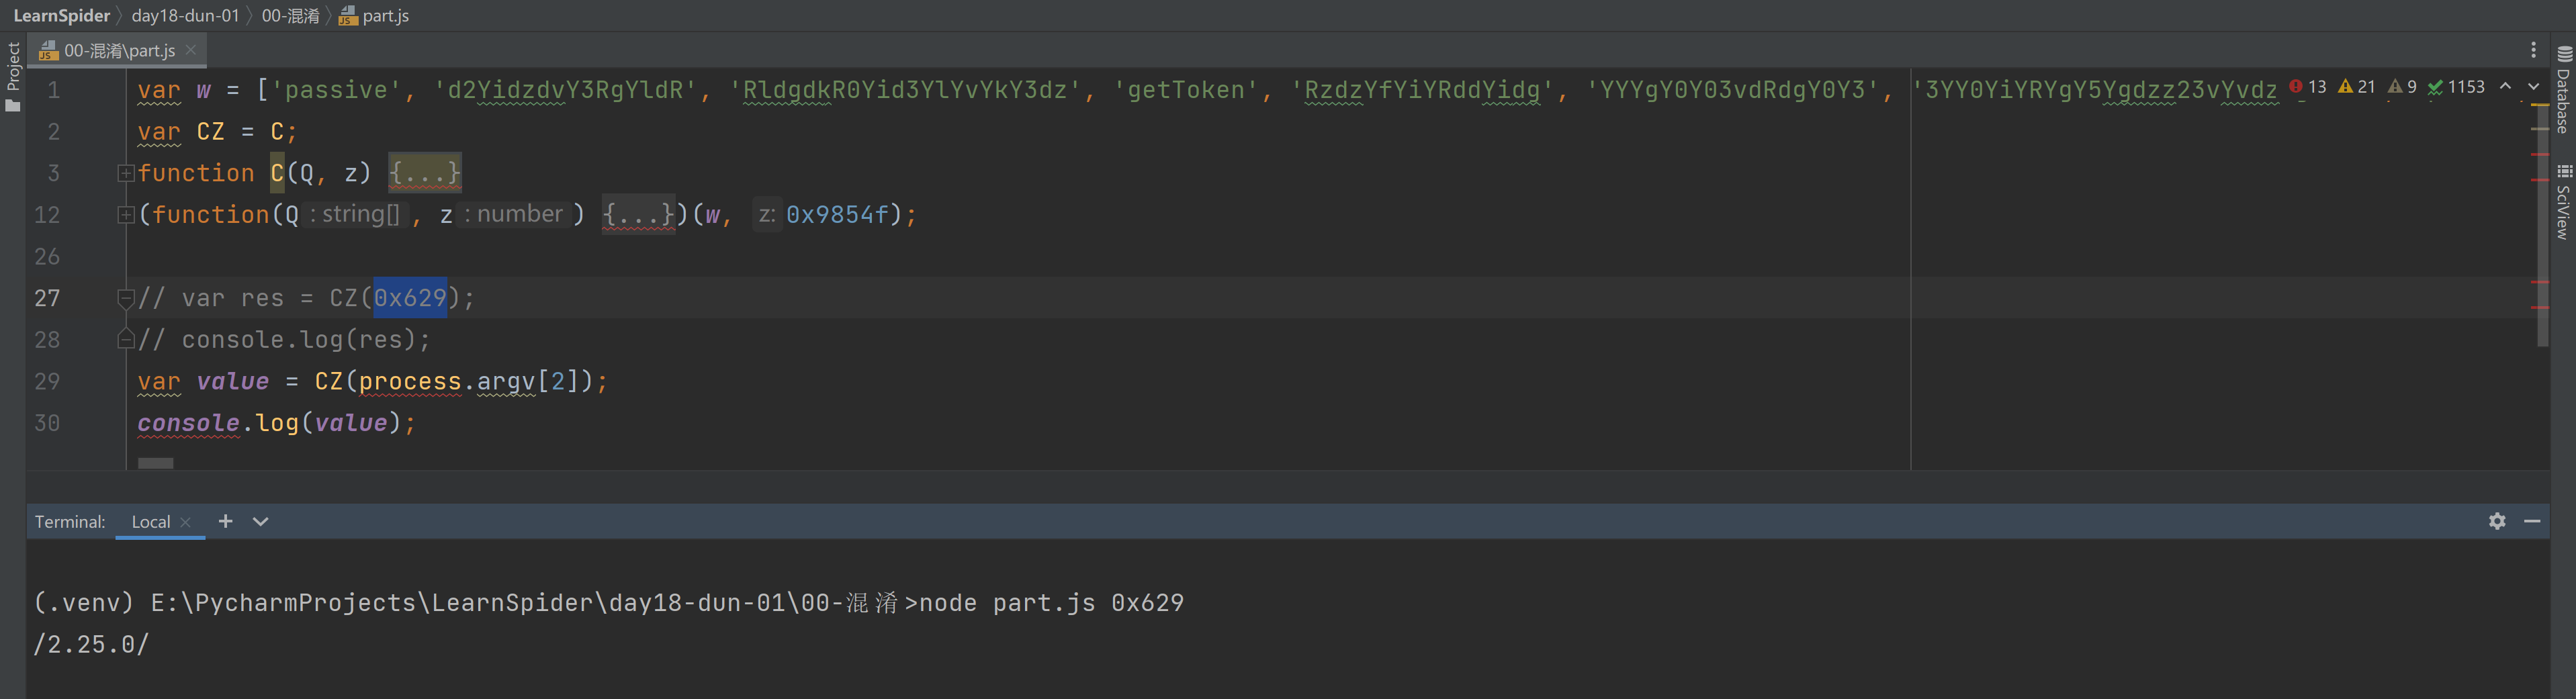 LearnSpider 〉 day18-dun-01 〉 00-混淆 〉 part.js
00-混淆\part.js
Project
Database
SciView
13 21 9 1153
1 var w = ['passive', 'd2YidzdvY3RgYldR', 'RldgdkR0Yid3YlYvYkY3dz', 'getToken', 'RzdzYfYiYRddYidg', 'YYYgY0Y03vdRdgY0Y3', '3YY0YiYRYgY5Ygdzz23vYvdz
2 var CZ = C;
3 function C(Q, z) {...}
12 (function(Q : string[] , z : number ) {...})(w, z: 0x9854f);
26
27 // var res = CZ(0x629);
28 // console.log(res);
29 var value = CZ(process.argv[2]);
30 console.log(value);
Terminal: Local
(.venv) E:\PycharmProjects\LearnSpider\day18-dun-01\00-混淆>node part.js 0x629
/2.25.0/